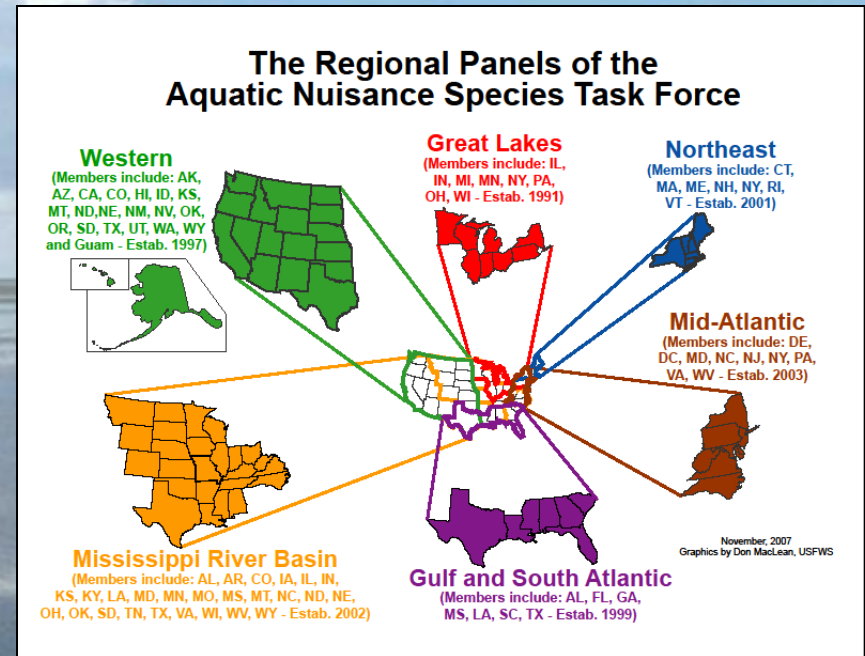 The Regional Panels of the
Aquatic Nuisance Species Task Force
Western
(Members include: AK,
AZ, CA, CO, HI, ID, KS,
MT, ND,NE, NM, NV, OK,
OR, SD, TX, UT, WA, WY
and Guam - Estab. 1997)
Great Lakes
(Members include: IL,
IN, MI, MN, NY, PA,
OH, WI - Estab. 1991)
Northeast
(Members include: CT,
MA, ME, NH, NY, RI,
VT - Estab. 2001)
Mid-Atlantic
(Members include: DE,
DC, MD, NC, NJ, NY, PA,
VA, WV - Estab. 2003)
Mississippi River Basin
(Members include: AL, AR, CO, IA, IL, IN,
KS, KY, LA, MD, MN, MO, MS, MT, NC, ND, NE,
OH, OK, SD, TN, TX, VA, WI, WV, WY - Estab. 2002)
Gulf and South Atlantic
(Members include: AL, FL, GA,
MS, LA, SC, TX - Estab. 1999)
November, 2007
Graphics by Don MacLean, USFWS